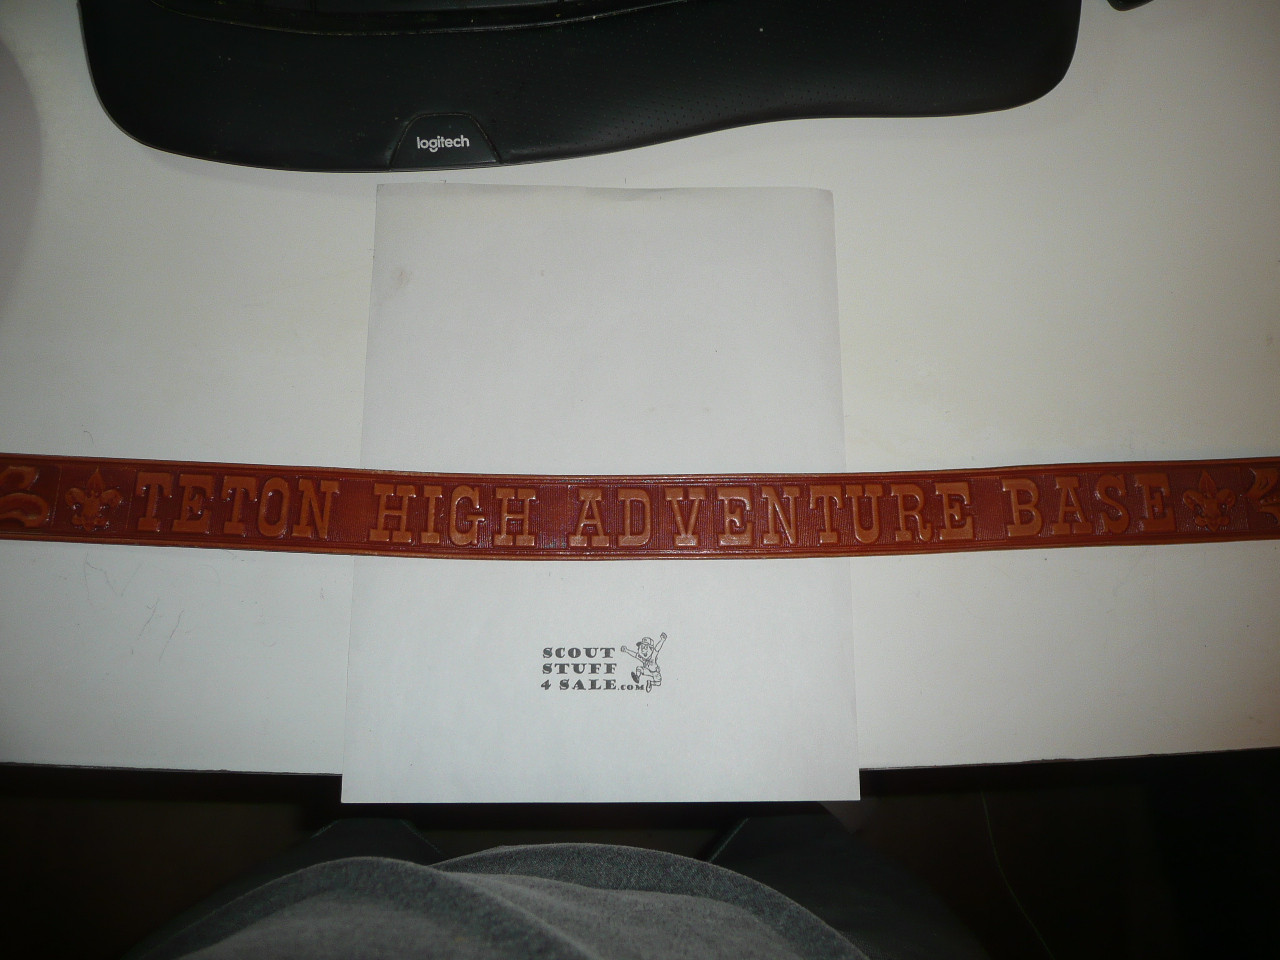 logitech
TETON HIGH ADVENTURE BASE
SCOUT
STUFF
4 SALE.COM